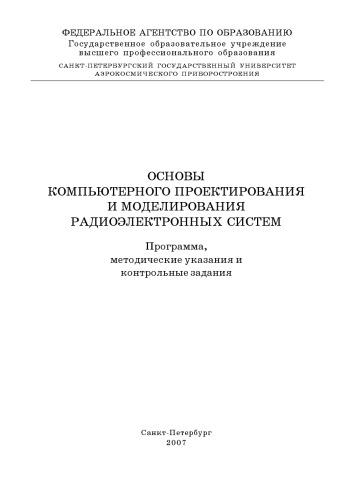 ФЕДЕРАЛЬНОЕ АГЕНТСТВО ПО ОБРАЗОВАНИЮ
Государственное образовательное учреждение
высшего профессионального образования
САНКТ-ПЕТЕРБУРГСКИЙ ГОСУДАРСТВЕННЫЙ УНИВЕРСИТЕТ
АЭРОКОСМИЧЕСКОГО ПРИБОРОСТРОЕНИЯ
ОСНОВЫ
КОМПЬЮТЕРНОГО ПРОЕКТИРОВАНИЯ
И МОДЕЛИРОВАНИЯ
РАДИОЭЛЕКТРОННЫХ СИСТЕМ
Программа,
методические указания и
контрольные задания
Санкт-Петербург
2007